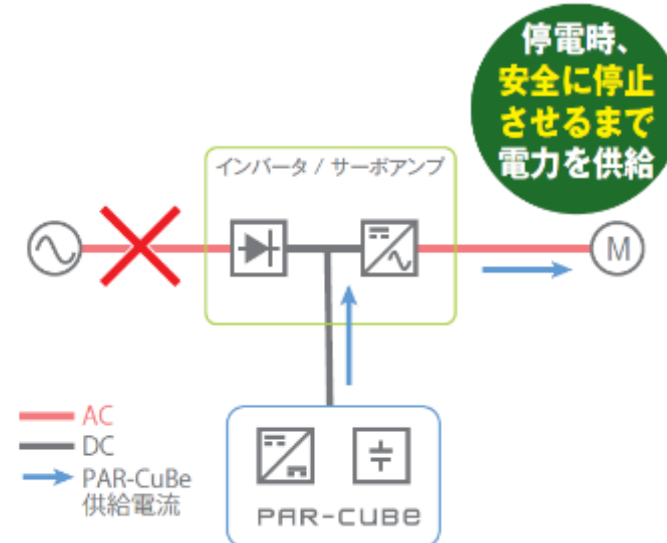 停電時、
安全に停止
させるまで
電力を供給
インバータ / サーボアンプ
M
AC
DC
PAR-CuBe
供給電流
PAR-CUBe